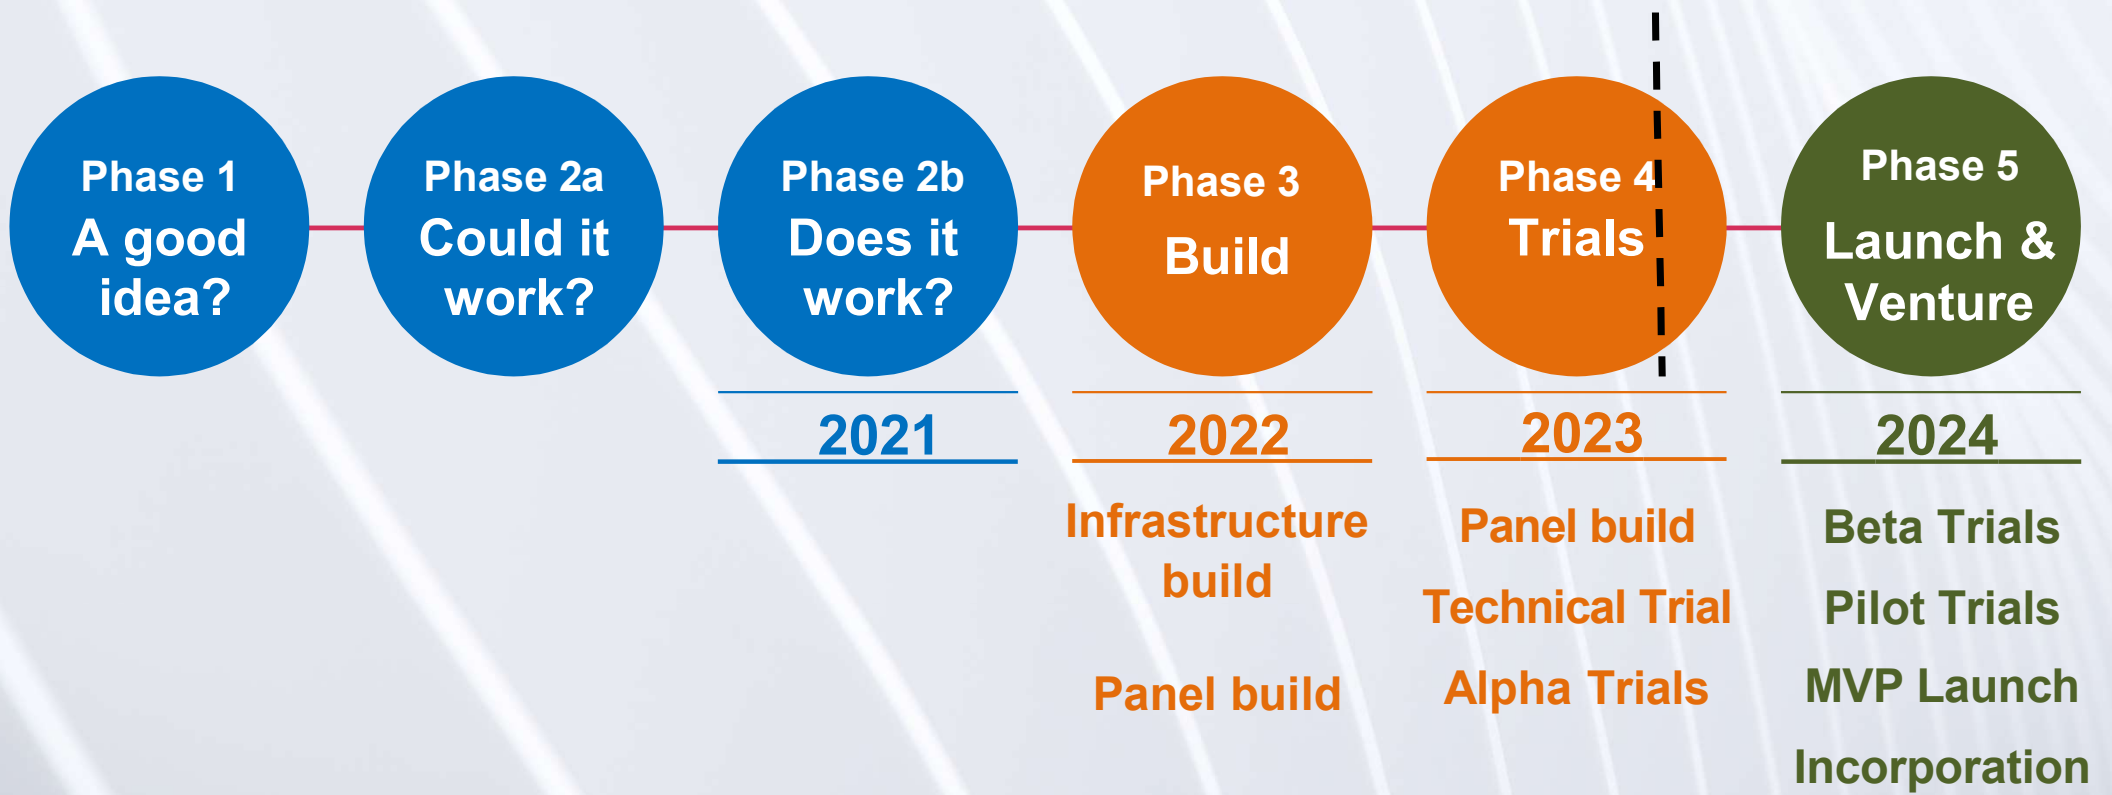 Phase 1
A good
idea?
Phase 2a
Could it
work?
Phase 2b
Does it
work?
2021
Phase 3
Build
2022
Infrastructure
build
Panel build
Phase 4
Trials
2023
Panel build
Technical Trial
Alpha Trials
Phase 5
Launch &
Venture
2024
Beta Trials
Pilot Trials
MVP Launch
Incorporation